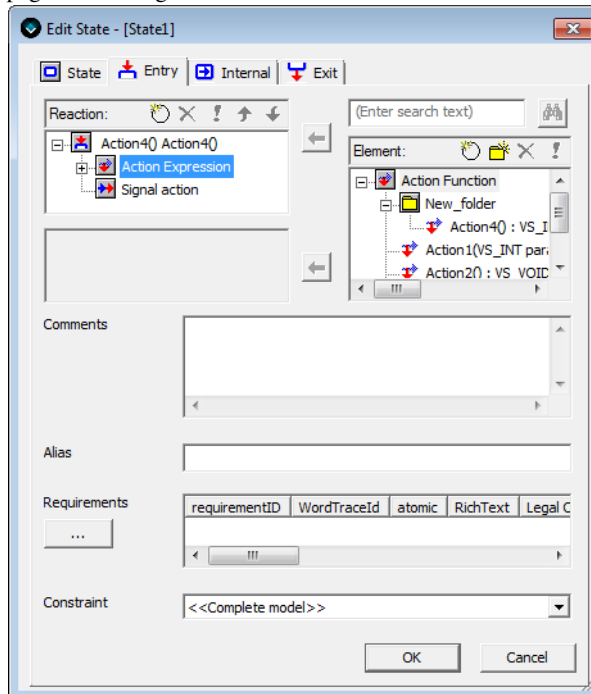 Edit State - [State1]
State Entry Internal Exit
Reaction:
Action4() Action4()
Action Expression
Signal action
(Enter search text)
Element:
Action Function
New_folder
Action4() : VS_I
Action1(VS_INT par
Action2() : VS_VOID
Comments
Alias
Requirements
...
requirementID WordTraceId atomic RichText Legal C
Constraint
<<Complete model>>
OK Cancel